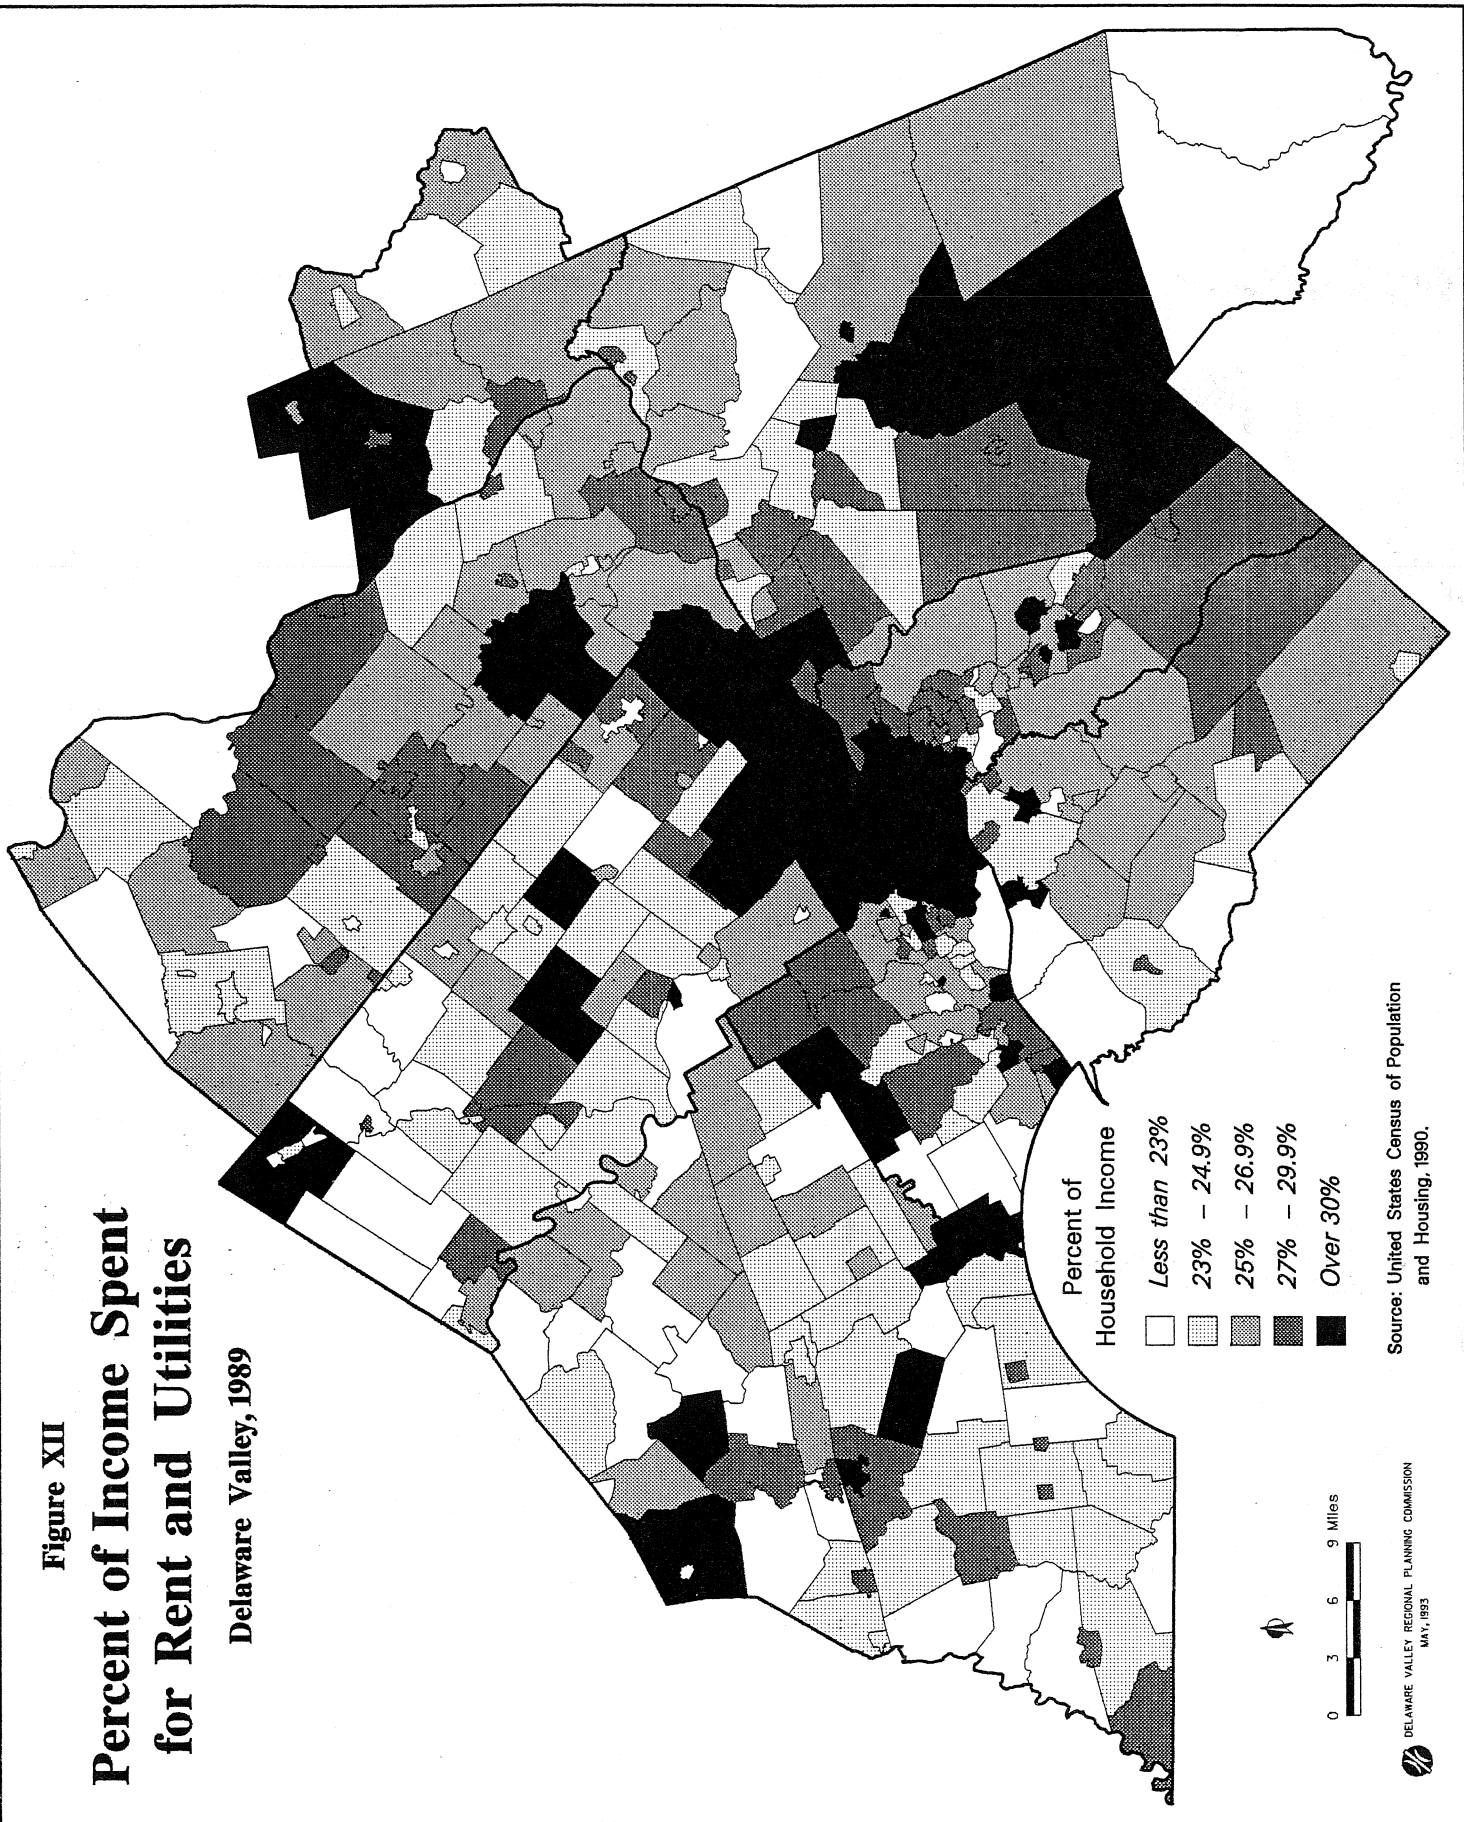 Figure XII
Percent of Income Spent
for Rent and Utilities
Delaware Valley, 1989
Percent of
Household Income
Less than 23%
23% – 24.9%
25% – 26.9%
27% – 29.9%
Over 30%
Source: United States Census of Population
and Housing, 1990.
0 3 6 9 Miles
DELAWARE VALLEY REGIONAL PLANNING COMMISSION
MAY, 1993